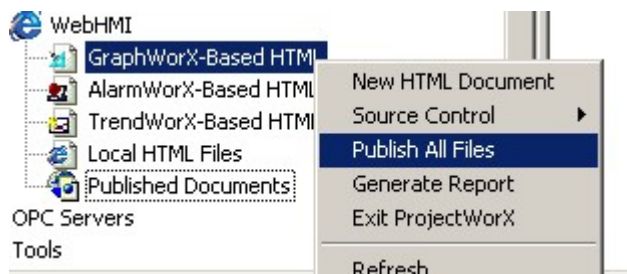 WebHMI
GraphWorX-Based HTML
AlarmWorX-Based HTML
TrendWorX-Based HTML
Local HTML Files
Published Documents
OPC Servers
Tools
New HTML Document
Source Control
Publish All Files
Generate Report
Exit ProjectWorX
Refresh